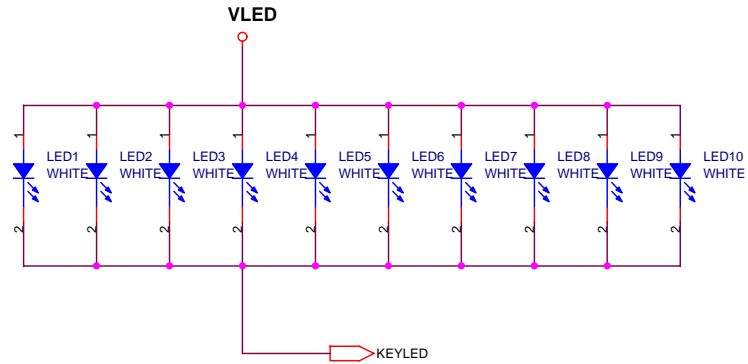 VLED
1 1 1 1 1 1 1 1 1 1
LED1 LED2 LED3 LED4 LED5 LED6 LED7 LED8 LED9 LED10
WHITE WHITE WHITE WHITE WHITE WHITE WHITE WHITE WHITE WHITE
2 2 2 2 2 2 2 2 2 2
KEYLED